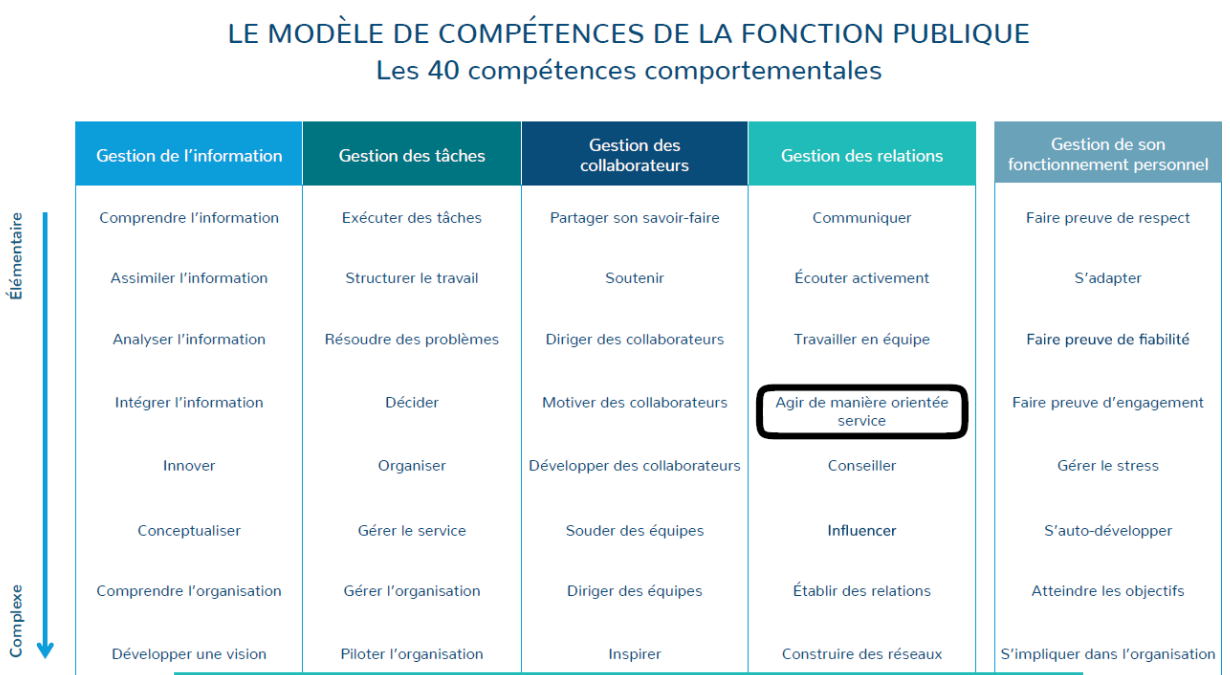 LE MODÈLE DE COMPÉTENCES DE LA FONCTION PUBLIQUE
Les 40 compétences comportementales
Gestion de l'information
Gestion des tâches
Gestion des
collaborateurs
Gestion des relations
Gestion de son
fonctionnement personnel
Élémentaire
Complexe
Comprendre l'information
Exécuter des tâches
Partager son savoir-faire
Communiquer
Faire preuve de respect
Assimiler l'information
Structurer le travail
Soutenir
Écouter activement
S'adapter
Analyser l'information
Résoudre des problèmes
Diriger des collaborateurs
Travailler en équipe
Faire preuve de fiabilité
Intégrer l'information
Décider
Motiver des collaborateurs
Agir de manière orientée
service
Faire preuve d'engagement
Innover
Organiser
Développer des collaborateurs
Conseiller
Gérer le stress
Conceptualiser
Gérer le service
Souder des équipes
Influencer
S'auto-développer
Comprendre l'organisation
Gérer l'organisation
Diriger des équipes
Établir des relations
Atteindre les objectifs
Développer une vision
Piloter l'organisation
Inspirer
Construire des réseaux
S'impliquer dans l'organisation